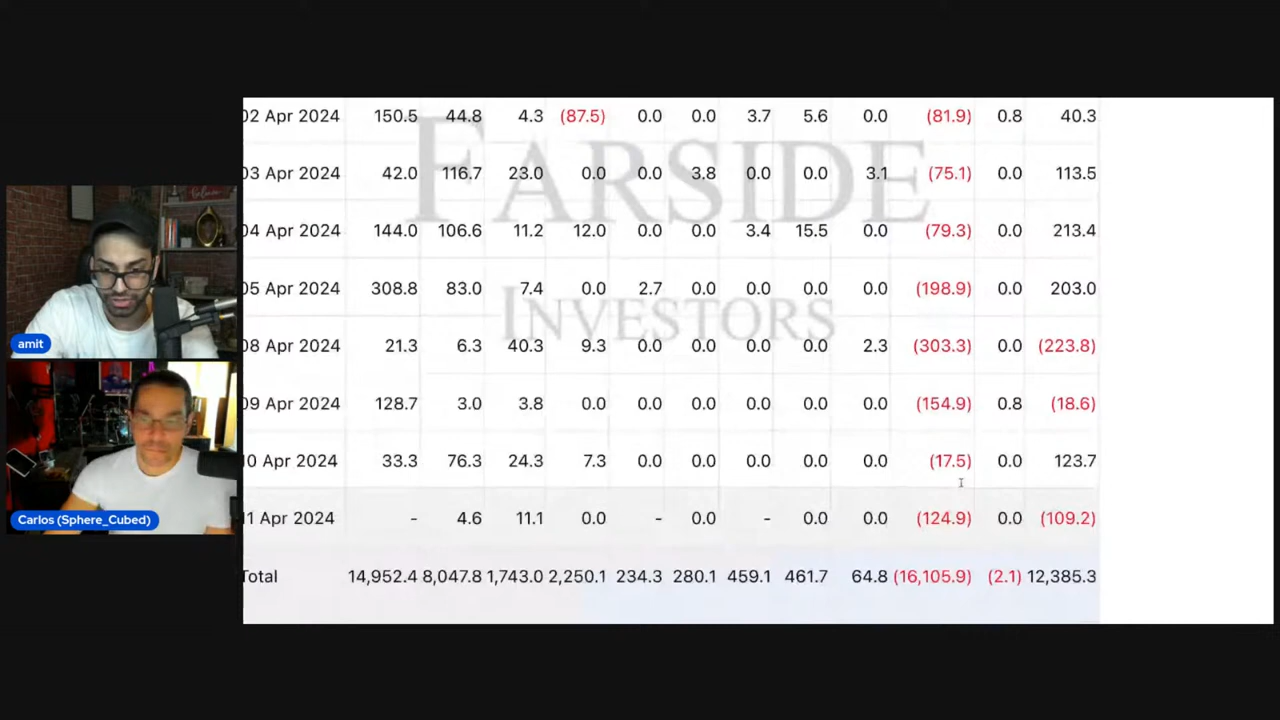 02 Apr 2024 150.5 44.8 4.3 (87.5) 0.0 0.0 3.7 5.6 0.0 (81.9) 0.8 40.3
03 Apr 2024 42.0 116.7 23.0 0.0 0.0 3.8 0.0 0.0 3.1 (75.1) 0.0 113.5
FARSIDE
04 Apr 2024 144.0 106.6 11.2 12.0 0.0 0.0 3.4 15.5 0.0 (79.3) 0.0 213.4
05 Apr 2024 308.8 83.0 7.4 0.0 2.7 0.0 0.0 0.0 0.0 (198.9) 0.0 203.0
INVESTORS
08 Apr 2024 21.3 6.3 40.3 9.3 0.0 0.0 0.0 0.0 2.3 (303.3) 0.0 (223.8)
09 Apr 2024 128.7 3.0 3.8 0.0 0.0 0.0 0.0 0.0 0.0 (154.9) 0.8 (18.6)
10 Apr 2024 33.3 76.3 24.3 7.3 0.0 0.0 0.0 0.0 0.0 (17.5) 0.0 123.7
11 Apr 2024 - 4.6 11.1 0.0 - 0.0 - 0.0 0.0 (124.9) 0.0 (109.2)
Total 14,952.4 8,047.8 1,743.0 2,250.1 234.3 280.1 459.1 461.7 64.8 (16,105.9) (2.1) 12,385.3
amit
Carlos (Sphere_Cubed)